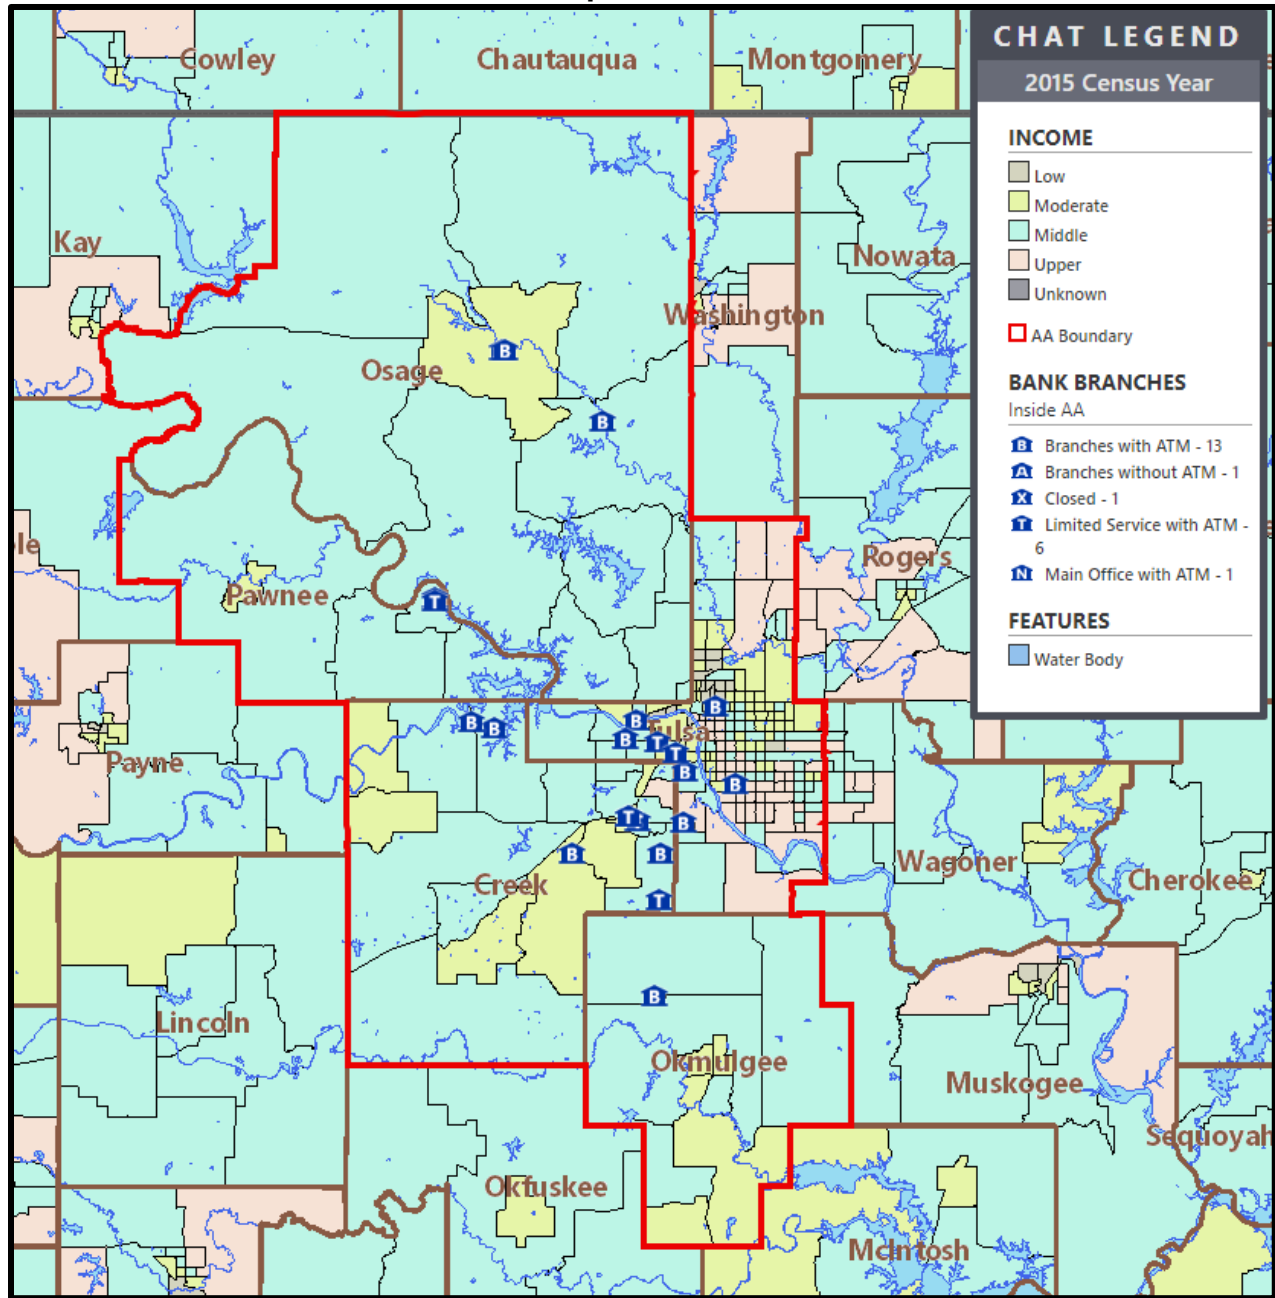 CHAT LEGEND
2015 Census Year
INCOME
Low
Moderate
Middle
Upper
Unknown
AA Boundary
BANK BRANCHES
Inside AA
B Branches with ATM - 13
A Branches without ATM - 1
X Closed - 1
T Limited Service with ATM -
6
N Main Office with ATM - 1
FEATURES
Water Body
Cowley
Chautauqua
Montgomery
Kay
Nowata
Washington
B
Osage
B
le
Rogers
Pawnee
T
B
B B
B
Tulsa
B
T
T
Payne
B
B
T
B
B
B
Creek
Wagoner
Cherokee
T
B
Lincoln
Okmulgee
Muskogee
Sequoyah
Okfuskee
McIntosh